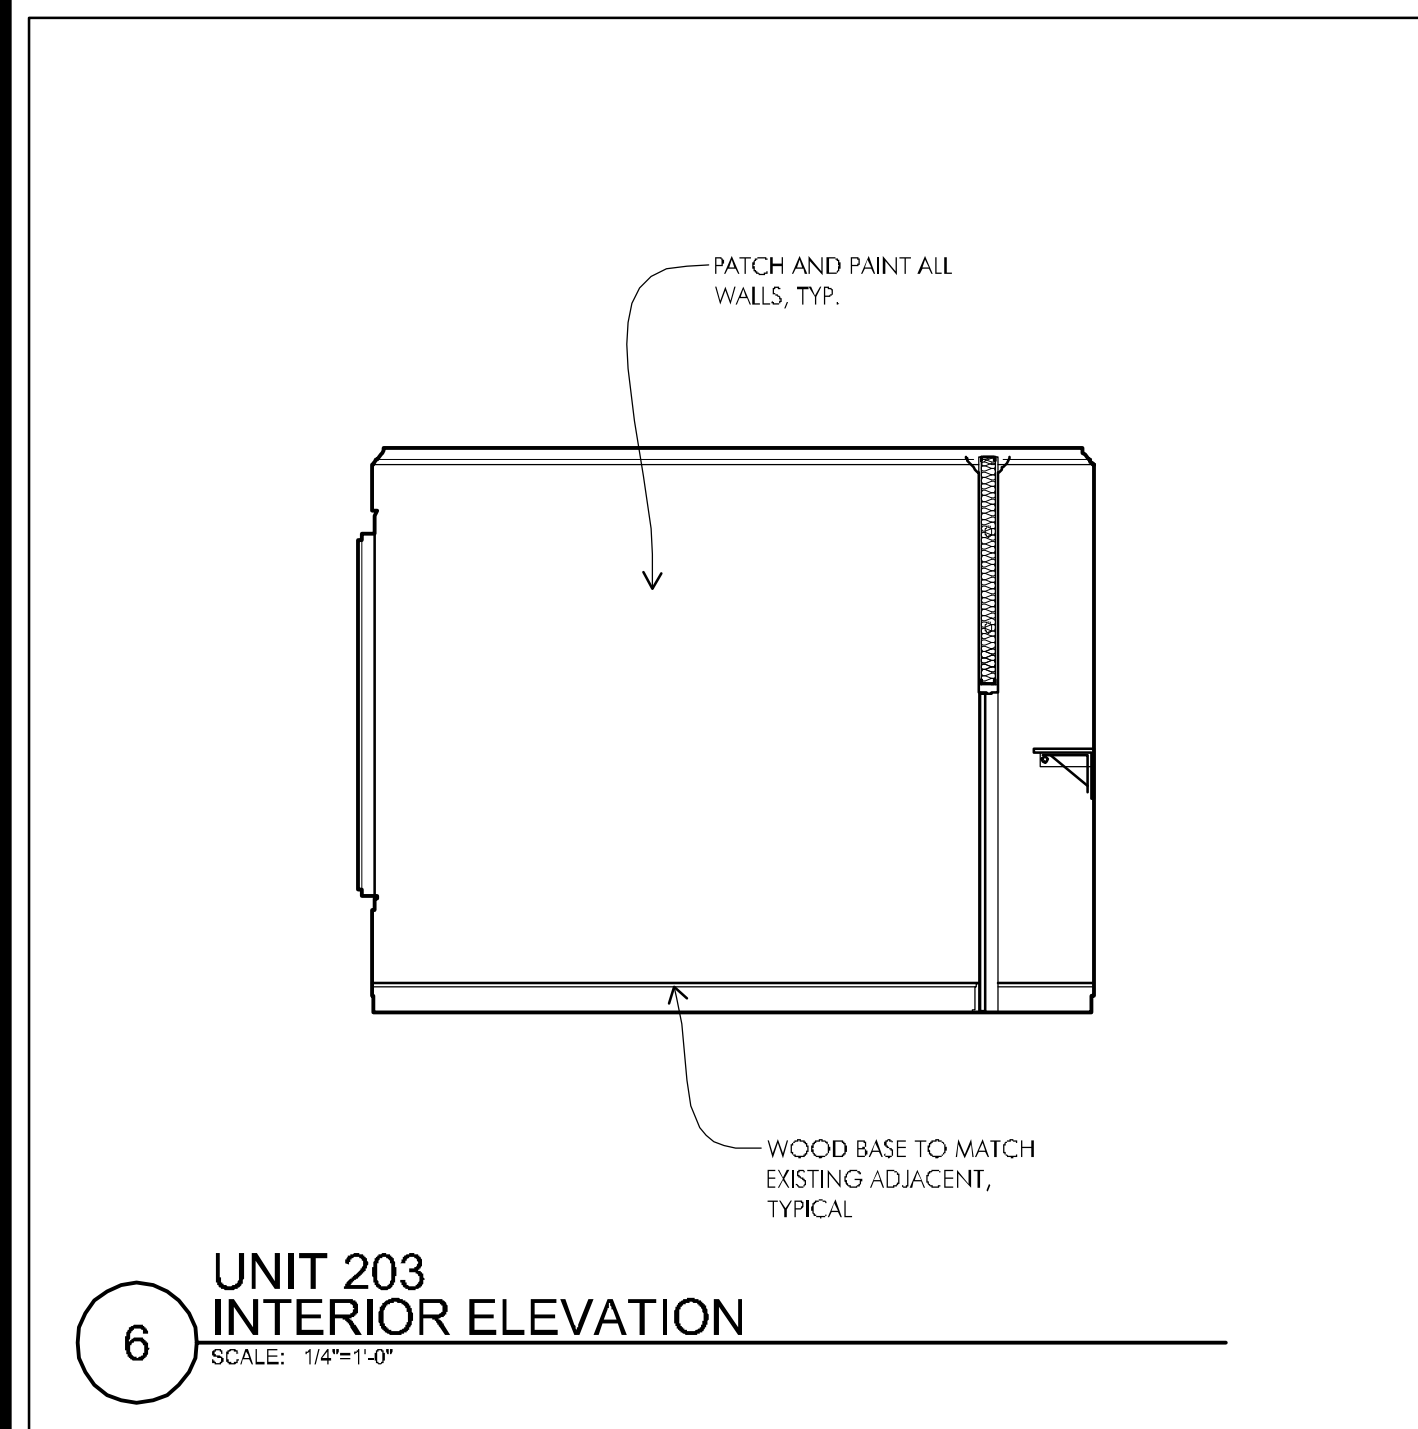 PATCH AND PAINT ALL
WALLS, TYP.
WOOD BASE TO MATCH
EXISTING ADJACENT,
TYPICAL
UNIT 203
INTERIOR ELEVATION
6
SCALE: 1/4"=1'-0"